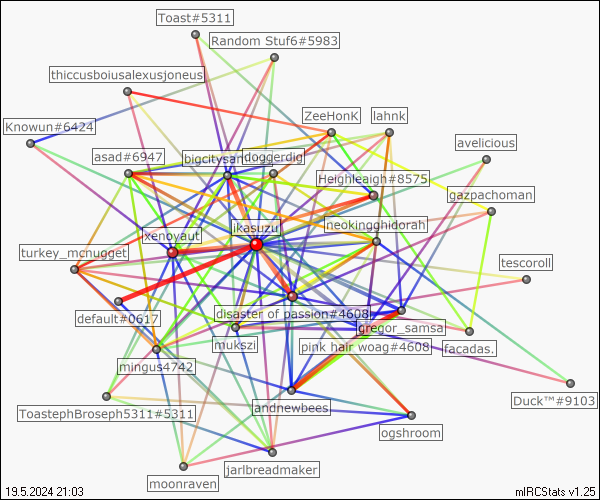 Toast#5311
Random Stuf6#5983
thiccusboiusalexusjoneus
ZeeHonK
lahnk
Knowun#6424
avelicious
asad#6947
bigcitysam
doggerdig
Heighleaigh#8575
gazpachoman
ikasuzu
neokingghidorah
xenoyaut
turkey_mcnugget
tescoroll
default#0617
disaster of passion#4608
gregor_samsa
mukszi
pink hair woag#4608
facadas.
mingus4742
Duck™#9103
ToastephBroseph5311#5311
andnewbees
ogshroom
jarlbreadmaker
moonraven
19.5.2024 21:03
mIRCStats v1.25